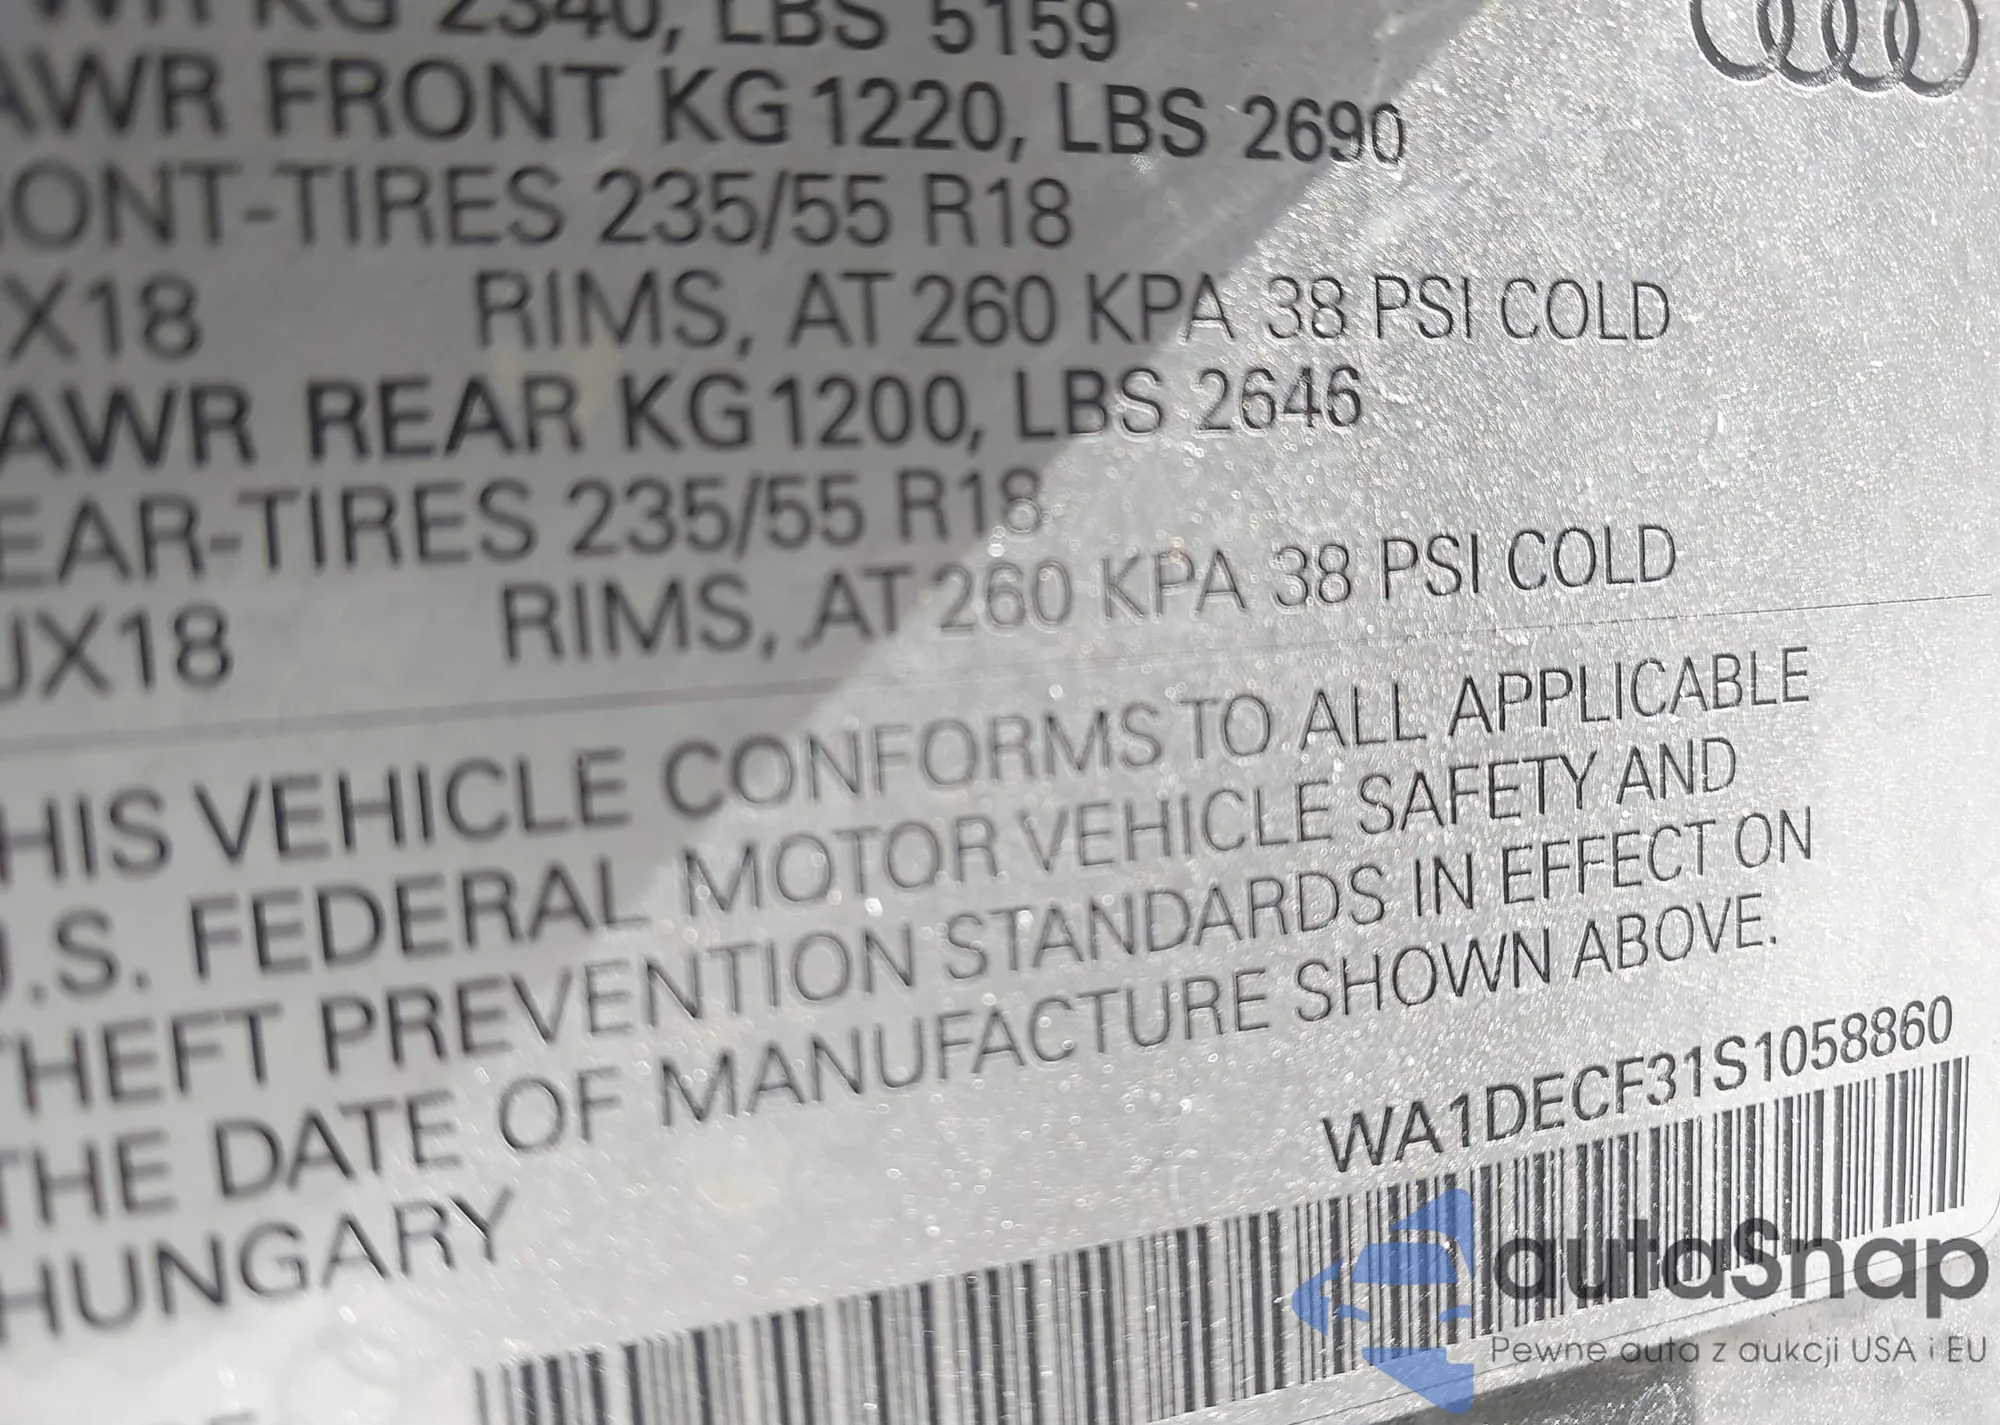 WR KG 2340, LBS 5159
AWR FRONT KG 1220, LBS 2690
ONT-TIRES 235/55 R18
JX18 RIMS, AT 260 KPA 38 PSI COLD
AWR REAR KG 1200, LBS 2646
EAR-TIRES 235/55 R18
JX18 RIMS, AT 260 KPA 38 PSI COLD
HIS VEHICLE CONFORMS TO ALL APPLICABLE
U.S. FEDERAL MOTOR VEHICLE SAFETY AND
THEFT PREVENTION STANDARDS IN EFFECT ON
THE DATE OF MANUFACTURE SHOWN ABOVE.
WA1DECF31S1058860
HUNGARY
autaSnap
Pewne auta z aukcji USA i EU